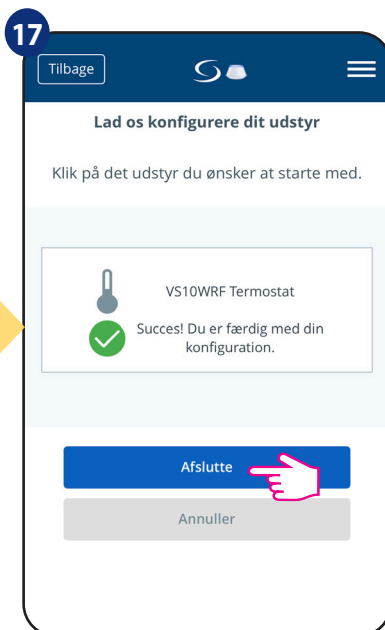 17
Tilbage
Lad os konfigurere dit udstyr
Klik på det udstyr du ønsker at starte med.
VS10WRF Termostat
Succes! Du er færdig med din
konfiguration.
Afslutte
Annuller